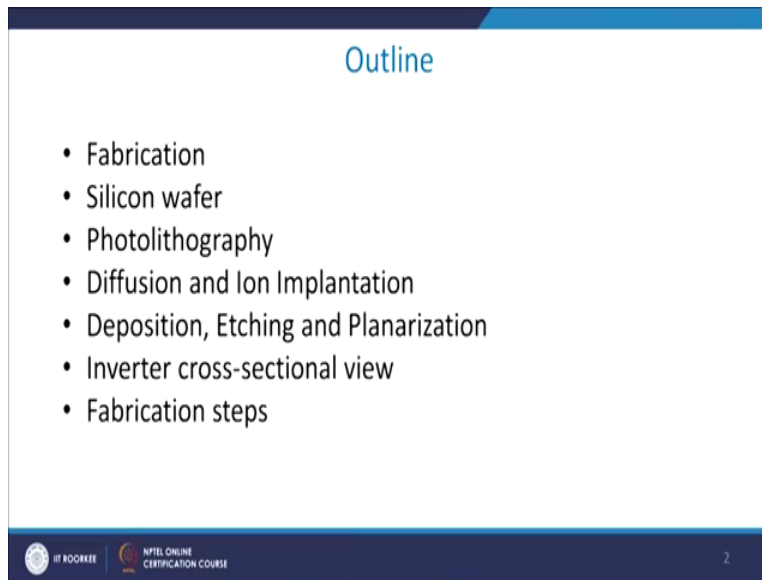 Outline
• Fabrication
• Silicon wafer
• Photolithography
• Diffusion and Ion Implantation
• Deposition, Etching and Planarization
• Inverter cross-sectional view
• Fabrication steps
IIT ROORKEE
NPTEL ONLINE
CERTIFICATION COURSE
2